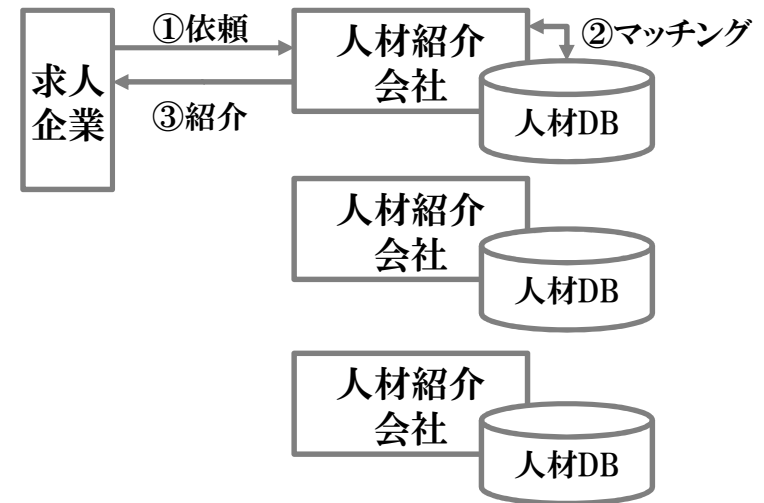 ①依頼
人材紹介
会社
②マッチング
求人
企業
③紹介
人材DB
人材紹介
会社
人材DB
人材紹介
会社
人材DB